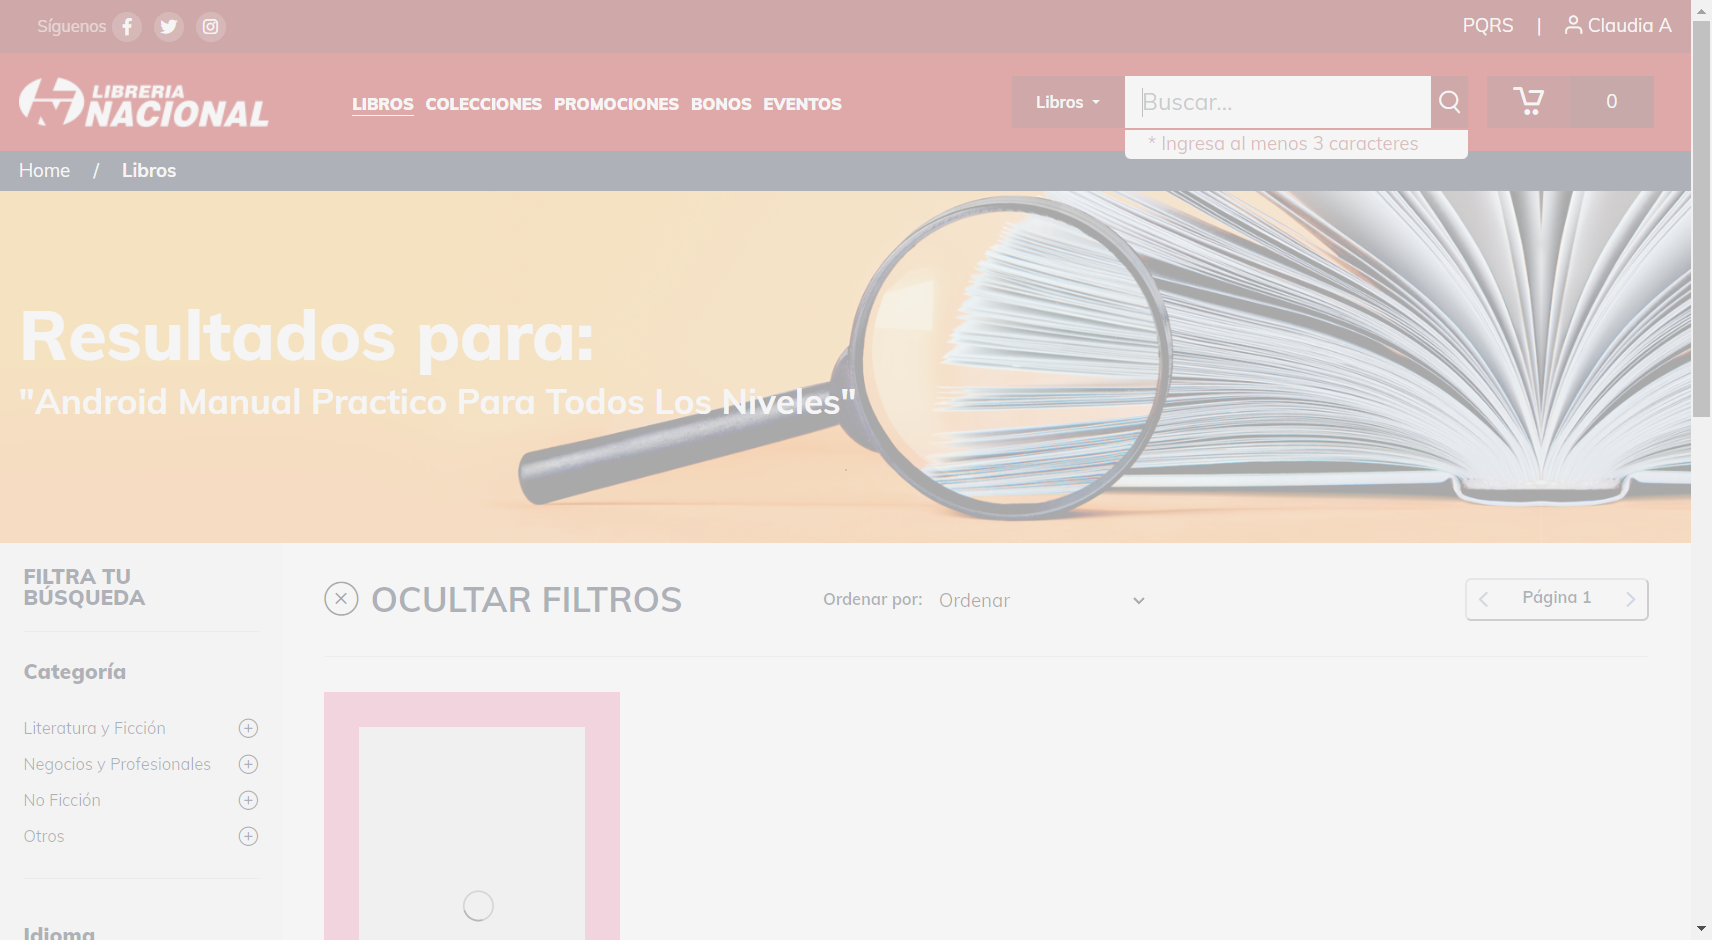 Síguenos
PQRS | Claudia A
LIBRERIA
NACIONAL
LIBROS COLECCIONES PROMOCIONES BONOS EVENTOS
Libros
Buscar...
0
* Ingresa al menos 3 caracteres
Home / Libros
Resultados para:
"Android Manual Practico Para Todos Los Niveles"
FILTRA TU
BÚSQUEDA
OCULTAR FILTROS
Ordenar por: Ordenar
Página 1
Categoría
Literatura y Ficción
Negocios y Profesionales
No Ficción
Otros
Idioma